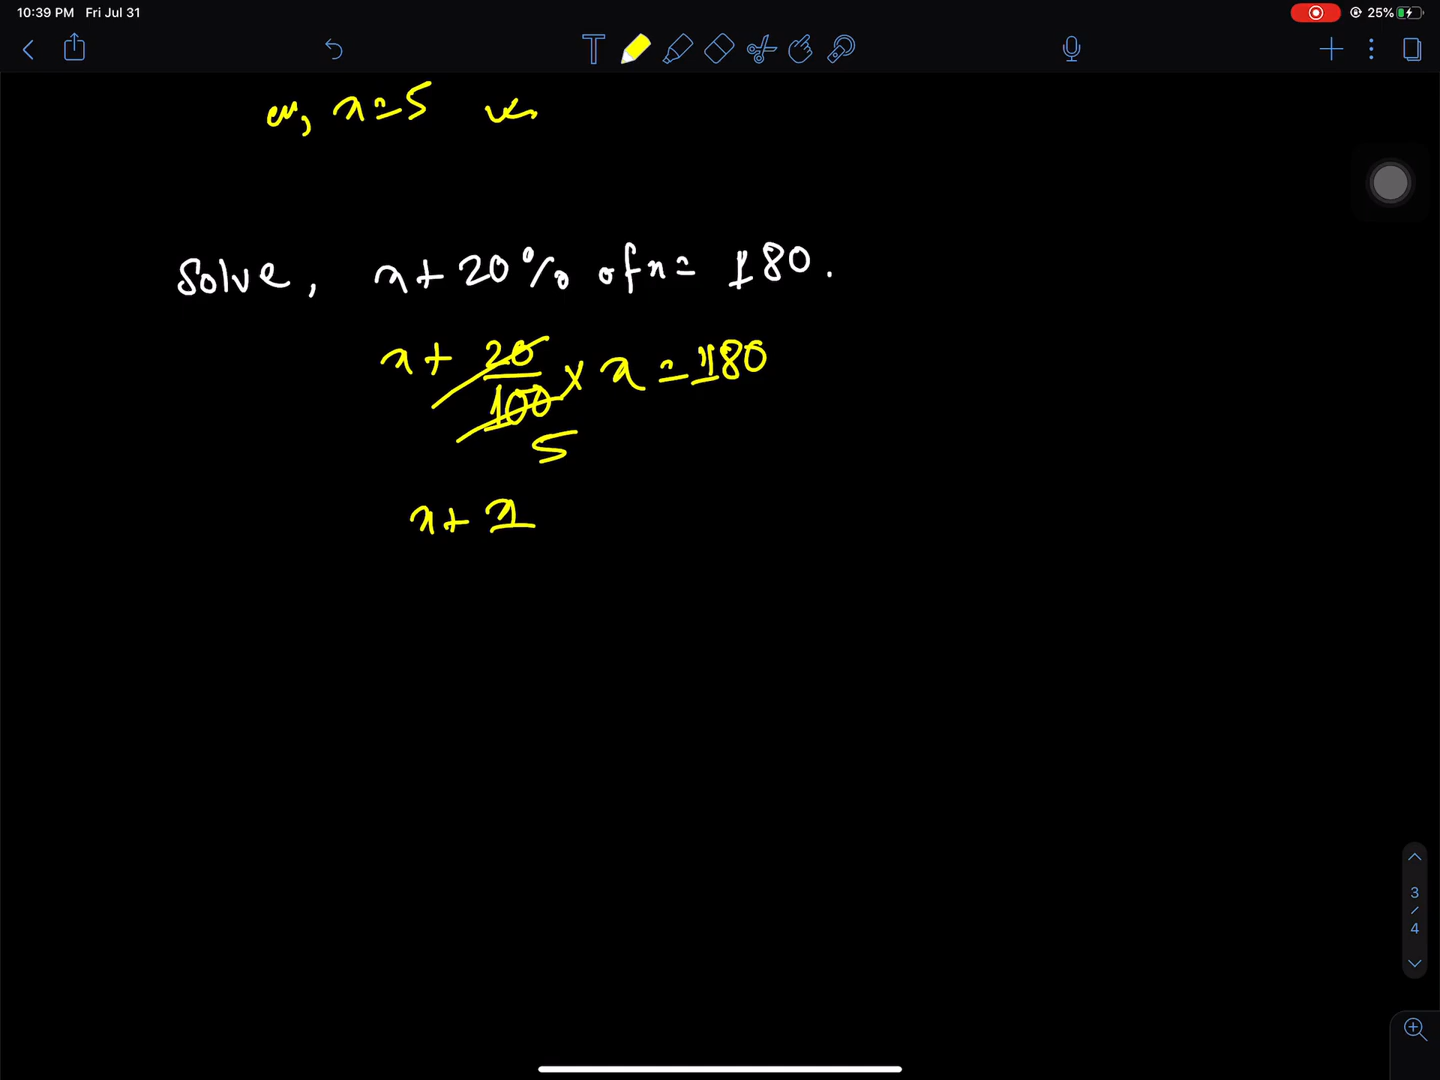 10:39 PM Fri Jul 31
25%
T
x = 5
Solve, x + 20% of x = 180.
x + 20/100 × x = 180
5
x + x
3
/
4